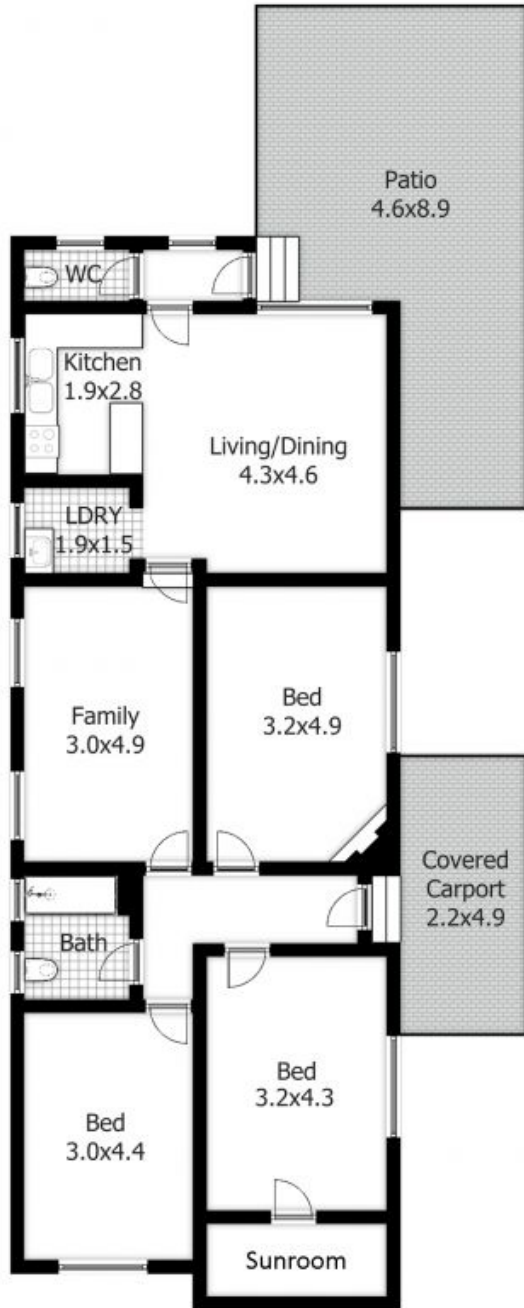 Patio
4.6x8.9
WC
Kitchen
1.9x2.8
Living/Dining
4.3x4.6
LDRY
1.9x1.5
Family
3.0x4.9
Bed
3.2x4.9
Covered
Carport
2.2x4.9
Bath
Bed
3.2x4.3
Bed
3.0x4.4
Sunroom